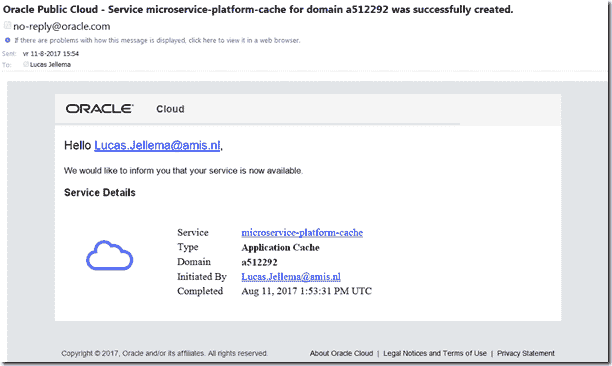 Oracle Public Cloud - Service microservice-platform-cache for domain a512292 was successfully created.
no-reply@oracle.com
If there are problems with how this message is displayed, click here to view it in a web browser.
Sent: vr 11-8-2017 15:54
To: Lucas Jellema
ORACLE Cloud
Hello Lucas.Jellema@amis.nl,
We would like to inform you that your service is now available.
Service Details
Service microservice-platform-cache
Type Application Cache
Domain a512292
Initiated By Lucas.Jellema@amis.nl
Completed Aug 11, 2017 1:53:31 PM UTC
Copyright © 2017, Oracle and/or its affiliates. All rights reserved. About Oracle Cloud | Legal Notices and Terms of Use | Privacy Statement